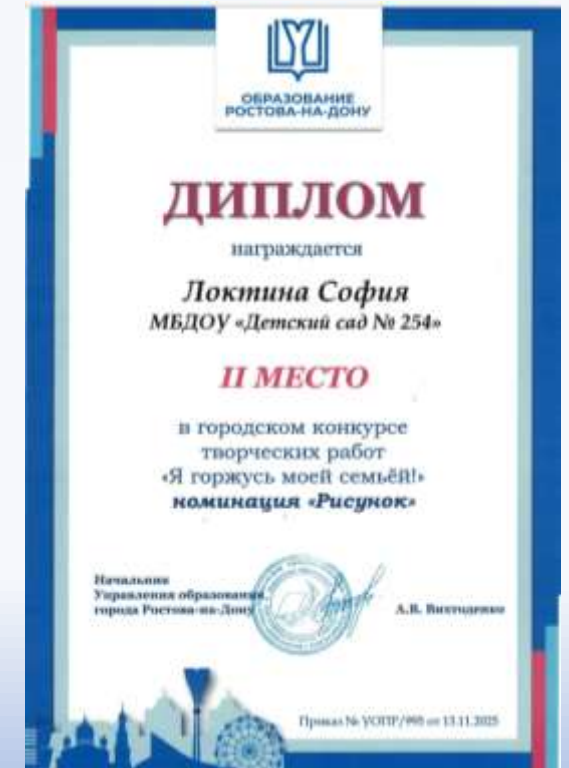 ОБРАЗОВАНИЕ
РОСТОВА-НА-ДОНУ
ДИПЛОМ
награждается
Локтина София
МБДОУ «Детский сад № 254»
II МЕСТО
в городском конкурсе
творческих работ
«Я горжусь моей семьёй!»
номинация «Рисунок»
Начальник
Управления образования
города Ростова-на-Дону
А.В. Вихтоденко
Приказ № УОПР/995 от 13.11.2025